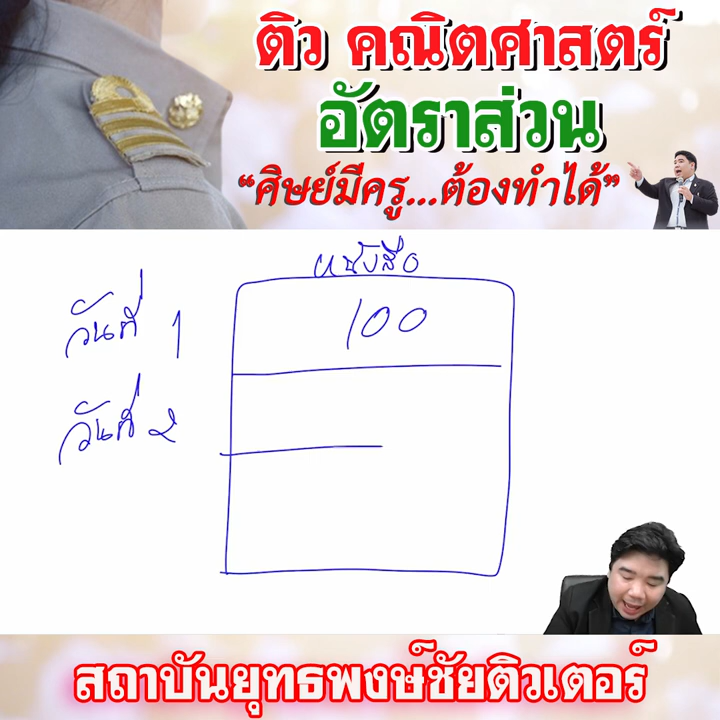 ติว คณิตศาสตร์
อัตราส่วน
“ศิษย์มีครู...ต้องทำได้”
หนังสือ
วันที่ 1
100
วันที่ 2
สถาบันยุทธพงษ์ชัยติวเตอร์